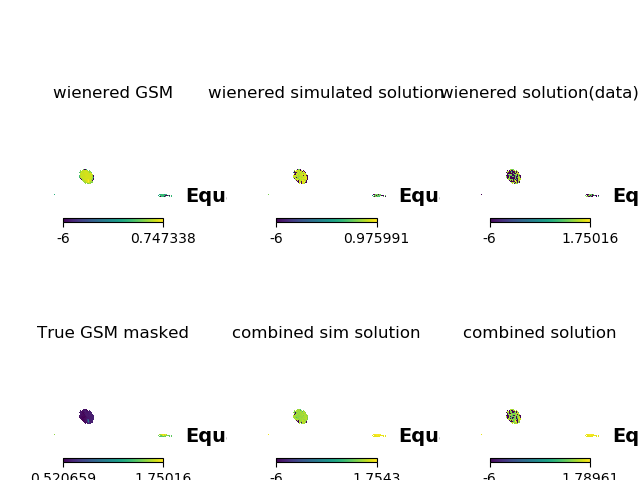 wienered GSM
wienered simulated solution
wienered solution(data)
Equ
Equ
Eq
-6 0.747338
-6 0.975991
-6 1.75016
True GSM masked
combined sim solution
combined solution
Equ
Equ
Eq
0.520659 1.75016
-6 1.7543
-6 1.78961